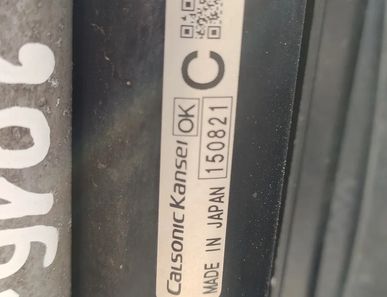 C
Calsonic Kansei OK
MADE IN JAPAN 150821